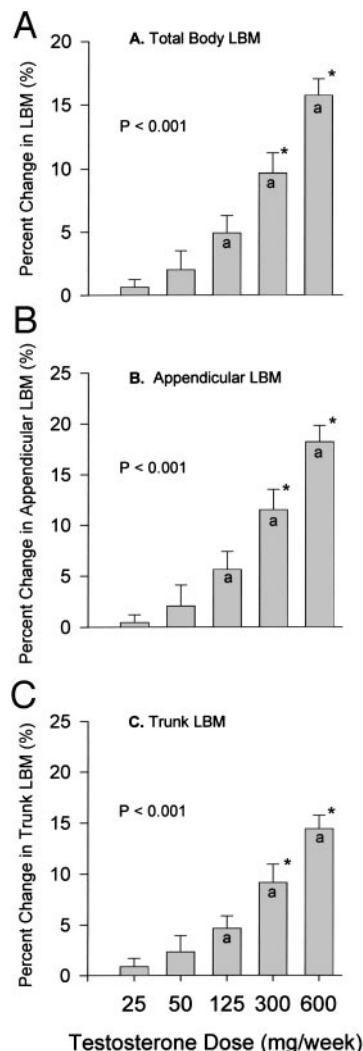 A
A. Total Body LBM
Percent Change in LBM (%)
20
15
10
5
0
P < 0.001
a
a
*
a
*
B
B. Appendicular LBM
Percent Change in Appendicular LBM (%)
25
20
15
10
5
0
P < 0.001
a
a
*
a
*
C
C. Trunk LBM
Percent Change in Trunk LBM (%)
25
20
15
10
5
0
P < 0.001
a
a
*
a
*
25 50 125 300 600
Testosterone Dose (mg/week)